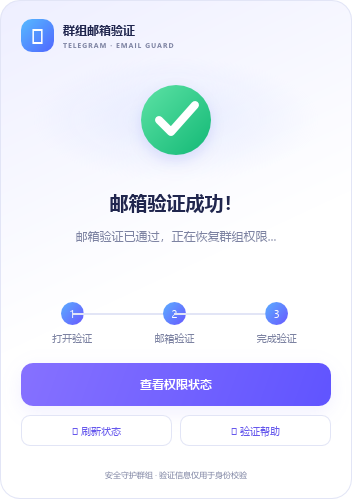 群组邮箱验证
TELEGRAM · EMAIL GUARD
邮箱验证成功！
邮箱验证已通过，正在恢复群组权限...
1 2 3
打开验证 邮箱验证 完成验证
查看权限状态
刷新状态 验证帮助
安全守护群组 · 验证信息仅用于身份校验